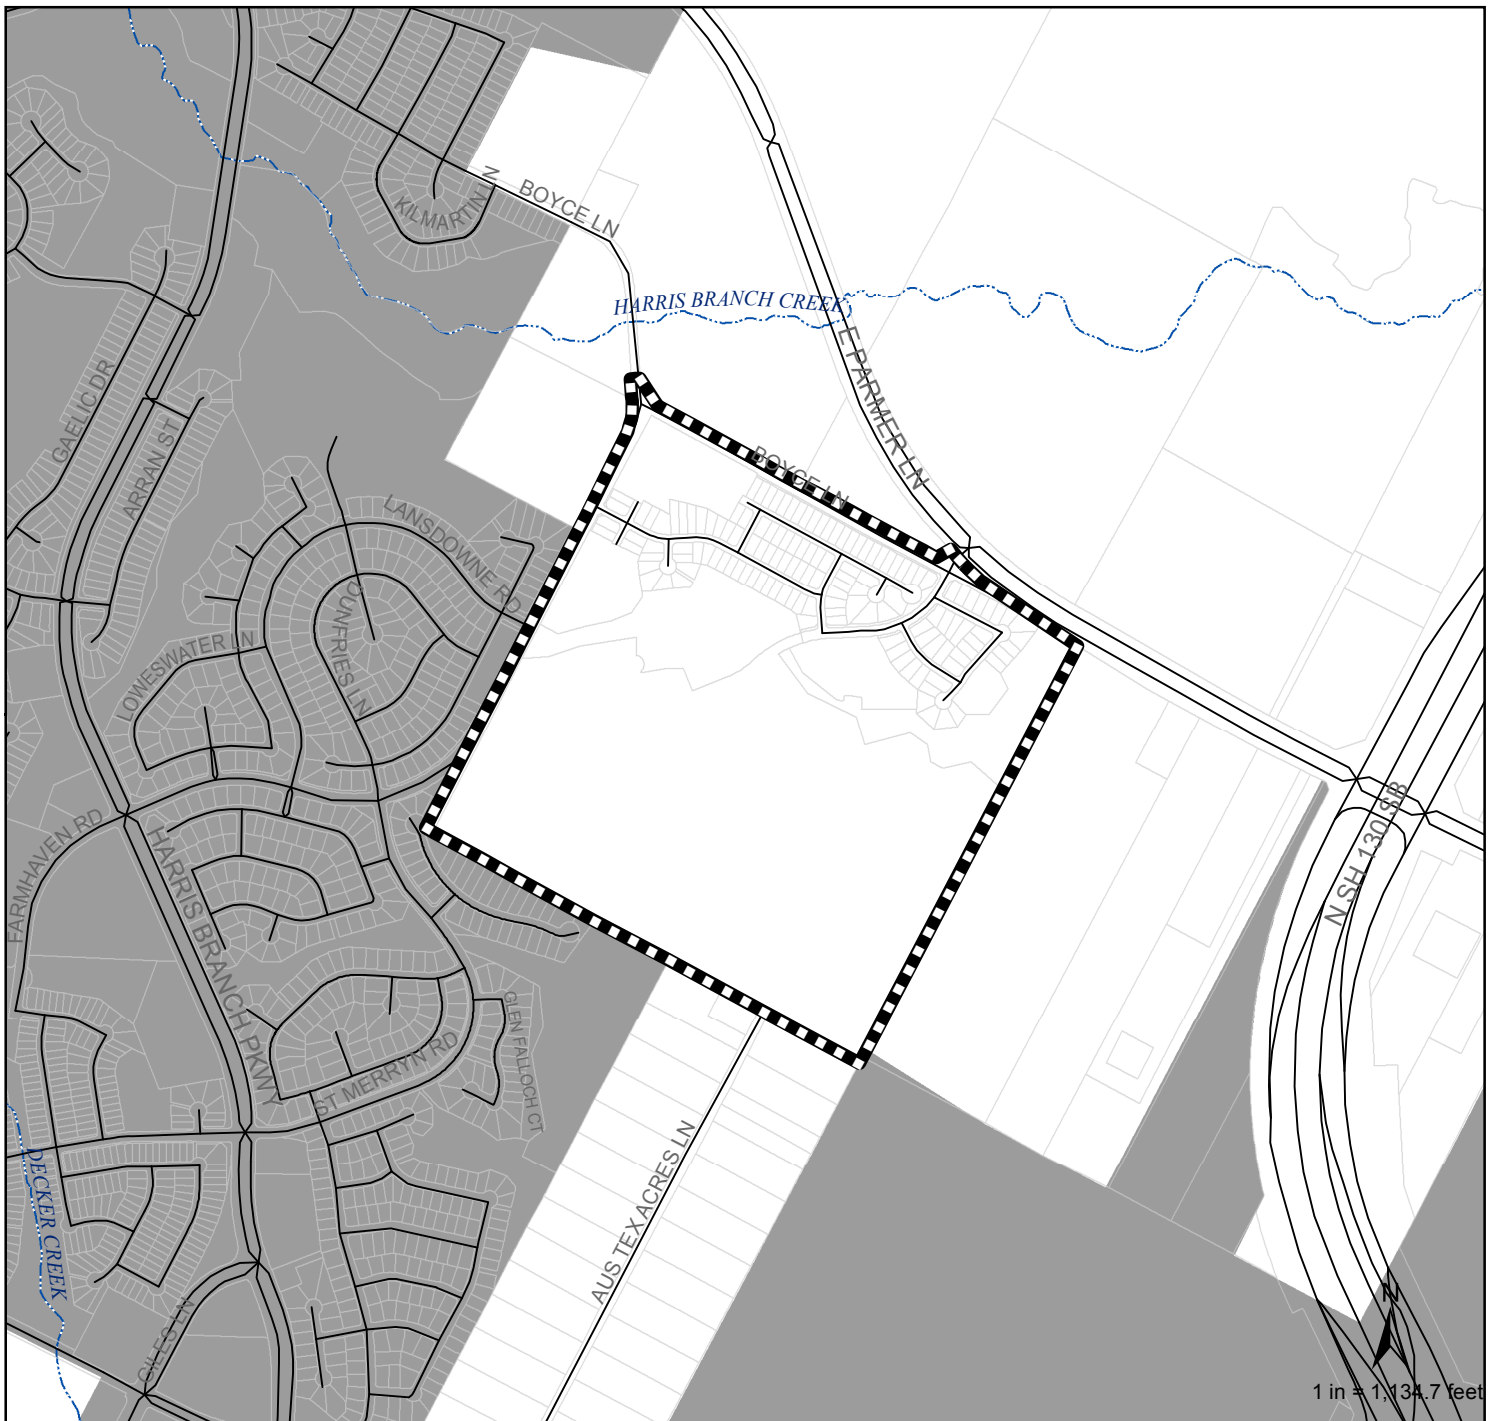 KILMARTIN LN
BOYCE LN
HARRIS BRANCH CREEK
E PARMER LN
GAELIC DR
ARRAN ST
BOYCE LN
LANSDOWNE RD
DUNFRIES LN
LOWESWATER LN
FARMHAVEN RD
HARRIS BRANCH PKWY
N SH 130 SB
GLEN FALLOCH CT
ST MERRYN RD
DECKER CREEK
AUS TEX ACRES LN
GILES LN
N
1 in = 1,134.7 feet